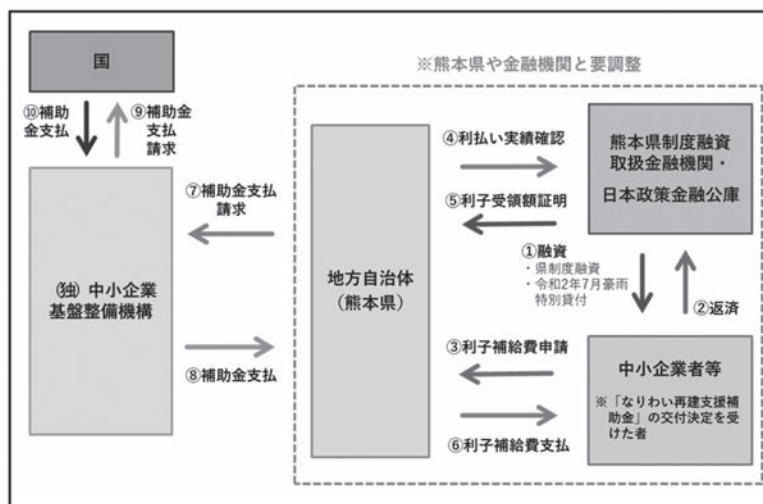 国
⑩補助
金支払
⑨補助金
支払
請求
(独) 中小企業
基盤整備機構
⑦補助金支払
請求
⑧補助金支払
※熊本県や金融機関と要調整
地方自治体
(熊本県)
④利払い実績確認
⑤利子受領額証明
熊本県制度融資
取扱金融機関・
日本政策金融公庫
①融資
・県制度融資
・令和2年7月豪雨
特別貸付
②返済
③利子補給費申請
⑥利子補給費支払
中小企業者等
※「なりわい再建支援補
助金」の交付決定を受
けた者